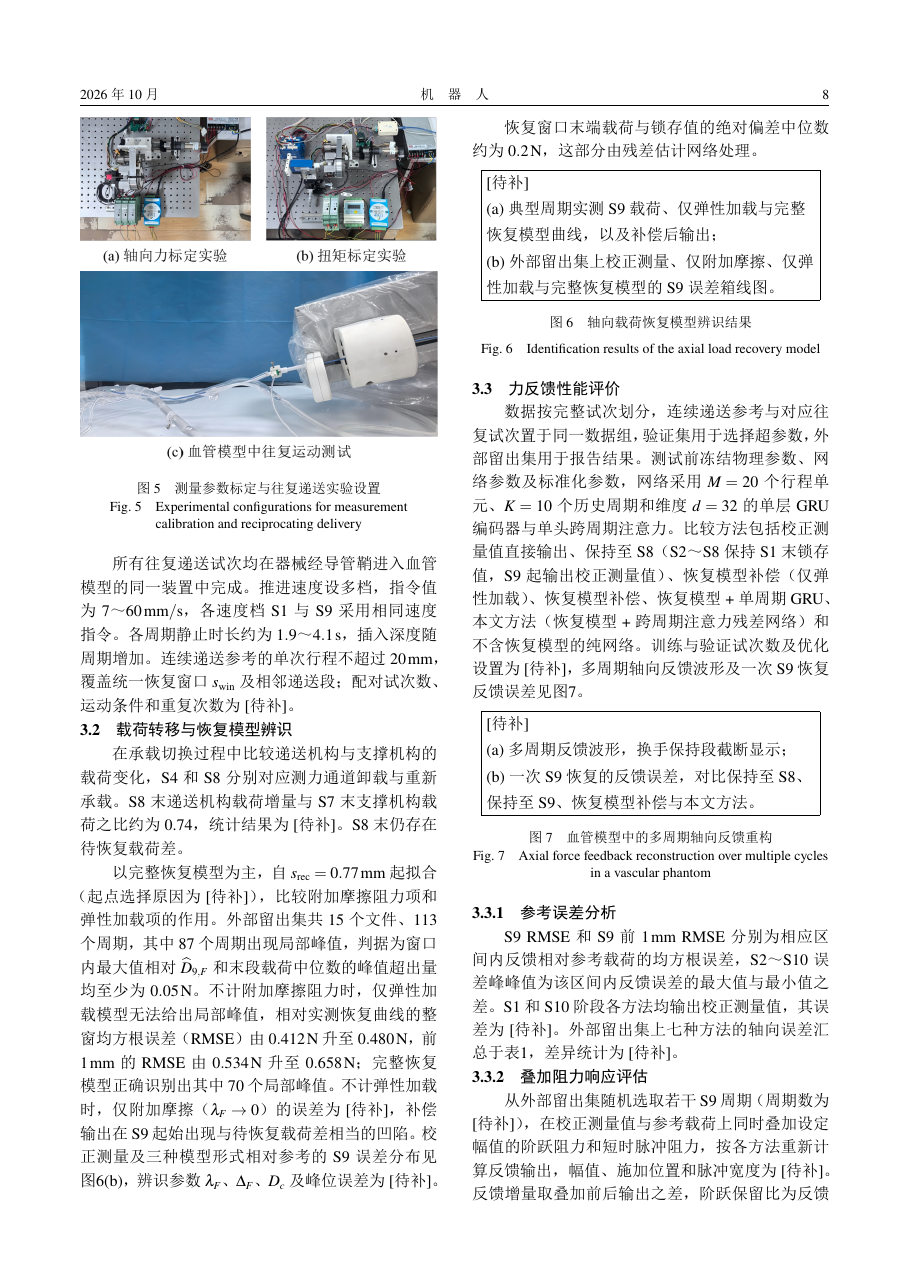 2026 年 10 月
机 器 人
8
(a) 轴向力标定实验
(b) 扭矩标定实验
(c) 血管模型中往复运动测试
图 5 测量参数标定与往复递送实验设置
Fig. 5 Experimental configurations for measurement
calibration and reciprocating delivery
所有往复递送试次均在器械经导管鞘进入血管
模型的同一装置中完成。推进速度设多档，指令值
为 7～60 mm/s，各速度档 S1 与 S9 采用相同速度
指令。各周期静止时长约为 1.9～4.1 s，插入深度随
周期增加。连续递送参考的单次行程不超过 20 mm，
覆盖统一恢复窗口 s_win 及相邻递送段；配对试次数、
运动条件和重复次数为 [待补]。
3.2 载荷转移与恢复模型辨识
在承载切换过程中比较递送机构与支撑机构的
载荷变化，S4 和 S8 分别对应测力通道卸载与重新
承载。S8 末递送机构载荷增量与 S7 末支撑机构载
荷之比约为 0.74，统计结果为 [待补]。S8 末仍存在
待恢复载荷差。
以完整恢复模型为主，自 s_rec = 0.77 mm 起拟合
（起点选择原因为 [待补]），比较附加摩擦阻力项和
弹性加载项的作用。外部留出集共 15 个文件、113
个周期，其中 87 个周期出现局部峰值，判据为窗口
内最大值相对 D̂_{9,F} 和末段载荷中位数的峰值超出量
均至少为 0.05 N。不计附加摩擦阻力时，仅弹性加
载模型无法给出局部峰值，相对实测恢复曲线的整
窗均方根误差（RMSE）由 0.412 N 升至 0.480 N，前
1 mm 的 RMSE 由 0.534 N 升至 0.658 N；完整恢复
模型正确识别出其中 70 个局部峰值。不计弹性加载
时，仅附加摩擦（λ_F → 0）的误差为 [待补]，补偿
输出在 S9 起始出现与待恢复载荷差相当的凹陷。校
正测量及三种模型形式相对参考的 S9 误差分布见
图6(b)，辨识参数 λ_F、Δ_F、D_c 及峰位误差为 [待补]。
恢复窗口末端载荷与锁存值的绝对偏差中位数
约为 0.2 N，这部分由残差估计网络处理。
[待补]
(a) 典型周期实测 S9 载荷、仅弹性加载与完整
恢复模型曲线，以及补偿后输出；
(b) 外部留出集上校正测量、仅附加摩擦、仅弹
性加载与完整恢复模型的 S9 误差箱线图。
图 6 轴向载荷恢复模型辨识结果
Fig. 6 Identification results of the axial load recovery model
3.3 力反馈性能评价
数据按完整试次划分，连续递送参考与对应往
复试次置于同一数据组，验证集用于选择超参数，外
部留出集用于报告结果。测试前冻结物理参数、网
络参数及标准化参数，网络采用 M = 20 个行程单
元、K = 10 个历史周期和维度 d = 32 的单层 GRU
编码器与单头跨周期注意力。比较方法包括校正测
量值直接输出、保持至 S8（S2～S8 保持 S1 末锁存
值，S9 起输出校正测量值）、恢复模型补偿（仅弹
性加载）、恢复模型补偿、恢复模型 + 单周期 GRU、
本文方法（恢复模型 + 跨周期注意力残差网络）和
不含恢复模型的纯网络。训练与验证试次数及优化
设置为 [待补]，多周期轴向反馈波形及一次 S9 恢复
反馈误差见图7。
[待补]
(a) 多周期反馈波形，换手保持段截断显示；
(b) 一次 S9 恢复的反馈误差，对比保持至 S8、
保持至 S9、恢复模型补偿与本文方法。
图 7 血管模型中的多周期轴向反馈重构
Fig. 7 Axial force feedback reconstruction over multiple cycles
in a vascular phantom
3.3.1 参考误差分析
S9 RMSE 和 S9 前 1 mm RMSE 分别为相应区
间内反馈相对参考载荷的均方根误差，S2～S10 误
差峰峰值为该区间内反馈误差的最大值与最小值之
差。S1 和 S10 阶段各方法均输出校正测量值，其误
差为 [待补]。外部留出集上七种方法的轴向误差汇
总于表1，差异统计为 [待补]。
3.3.2 叠加阻力响应评估
从外部留出集随机选取若干 S9 周期（周期数为
[待补]），在校正测量值与参考载荷上同时叠加设定
幅值的阶跃阻力和短时脉冲阻力，按各方法重新计
算反馈输出，幅值、施加位置和脉冲宽度为 [待补]。
反馈增量取叠加前后输出之差，阶跃保留比为反馈